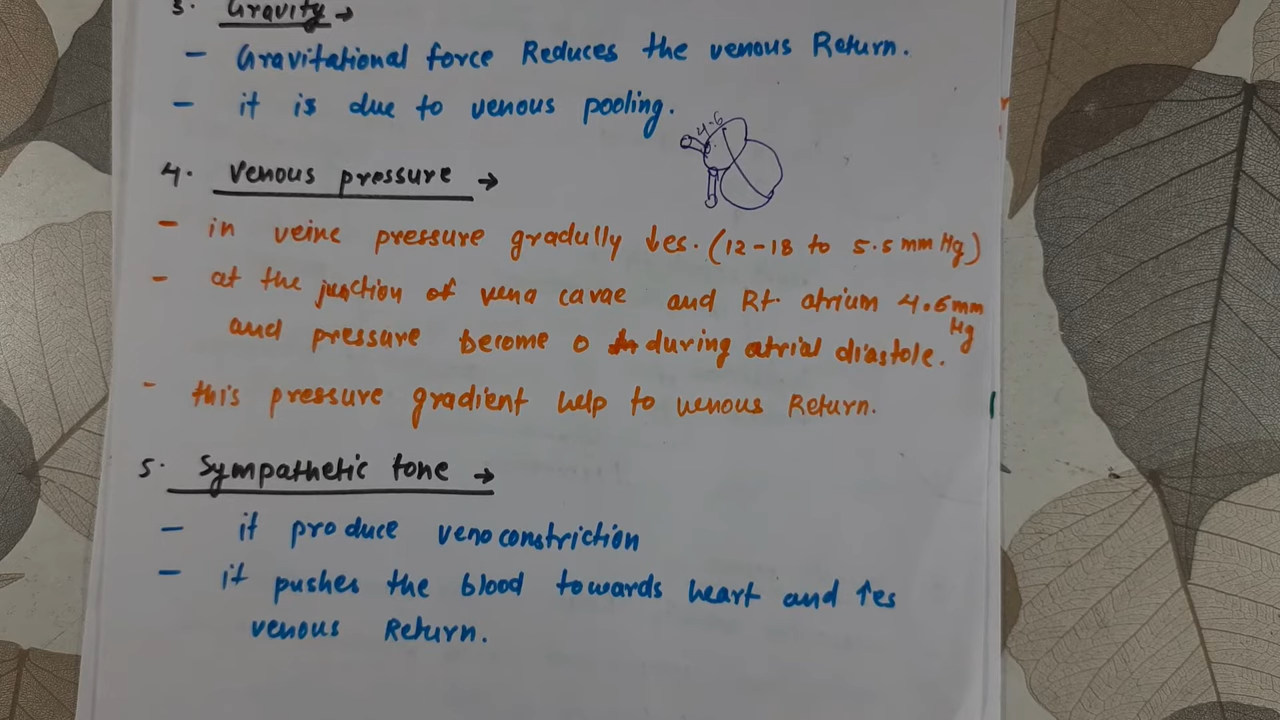 3. Gravity →
- Gravitational force Reduces the venous Return.
- it is due to venous pooling.
4.6
4. Venous pressure →
- in veine pressure gradully ↓es. (12-18 to 5.5 mm Hg)
- at the junction of vena cavae and Rt. atrium 4.6mm Hg
and pressure become 0 during atrial diastole.
- this pressure gradient help to venous Return.
5. Sympathetic tone →
- it produce venoconstriction
- it pushes the blood towards heart and ↑es
venous Return.